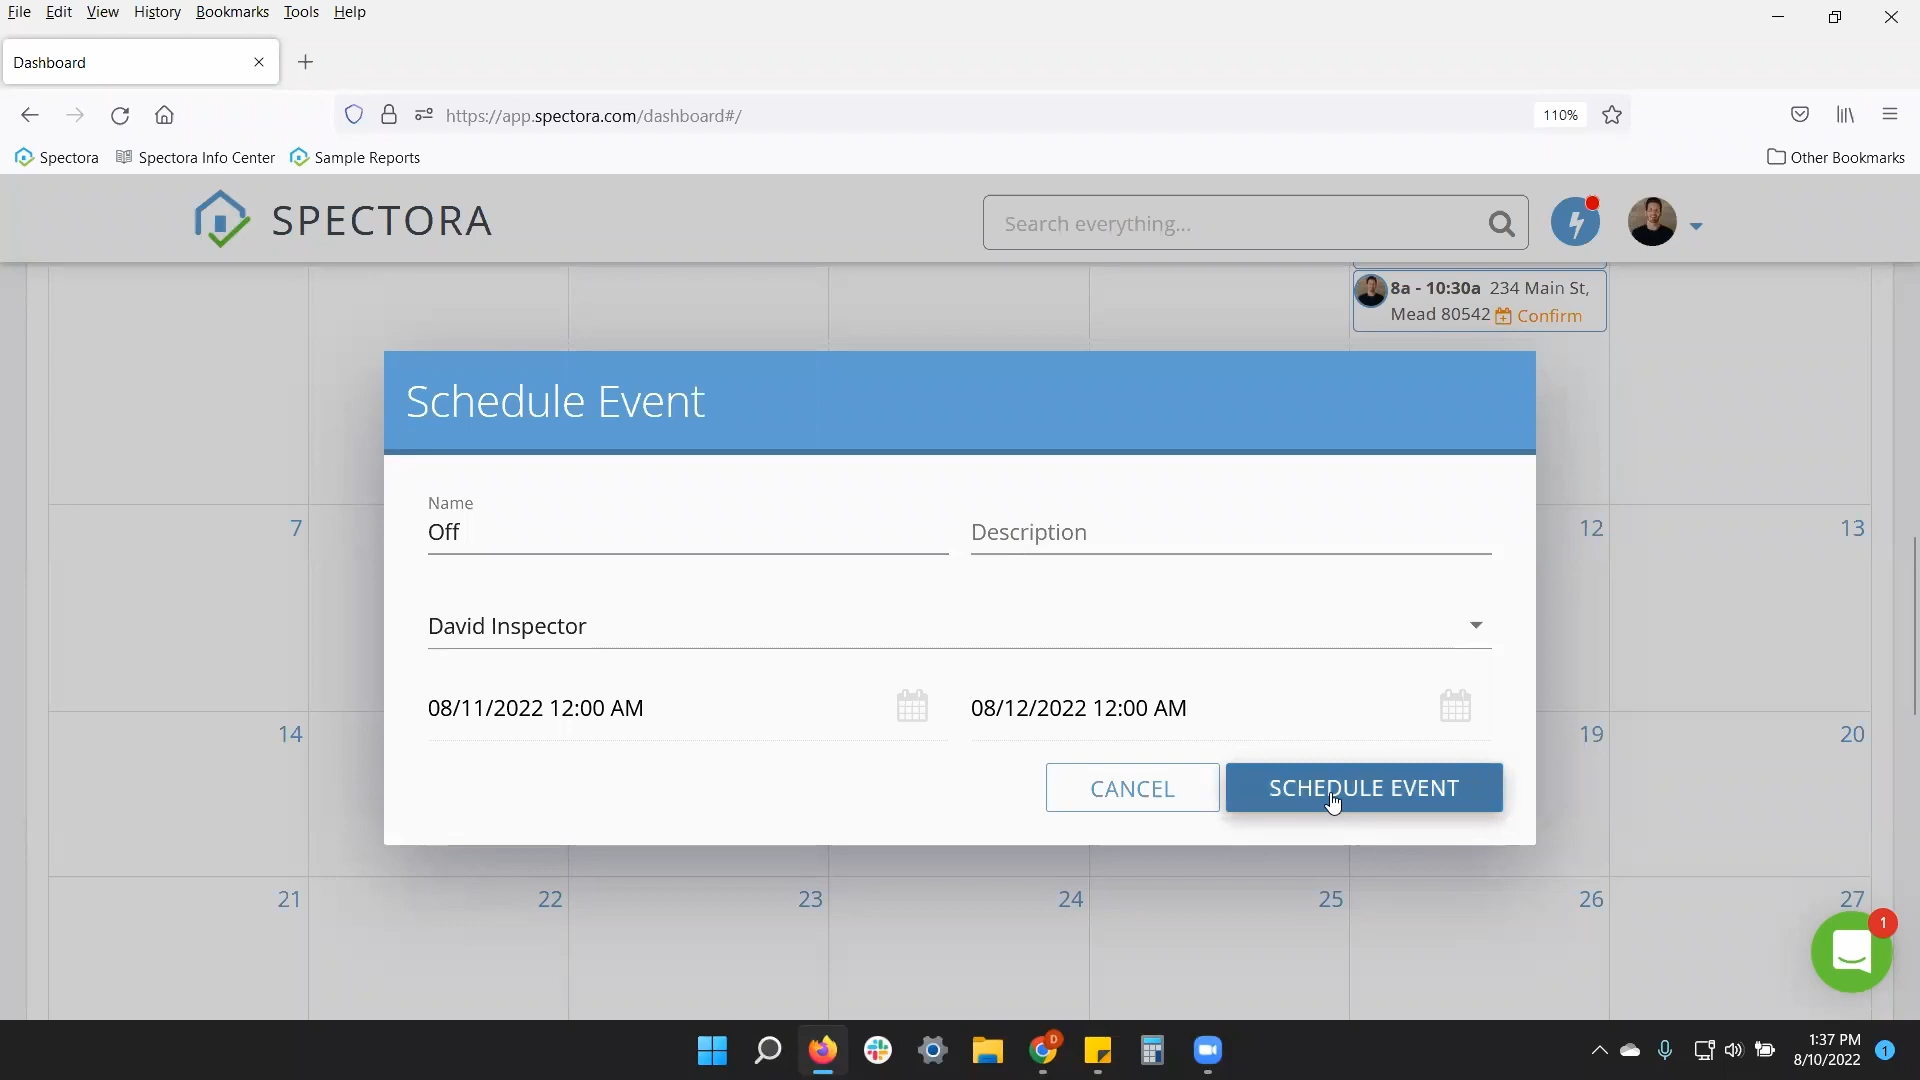 File Edit View History Bookmarks Tools Help
Dashboard
https://app.spectora.com/dashboard#/ 110%
Spectora Spectora Info Center Sample Reports Other Bookmarks
SPECTORA Search everything...
8a - 10:30a 234 Main St,
Mead 80542 Confirm
Schedule Event
Name
Off Description
David Inspector
08/11/2022 12:00 AM 08/12/2022 12:00 AM
CANCEL SCHEDULE EVENT
7 12 13
14 19 20
21 22 23 24 25 26 27
1
D
1:37 PM
8/10/2022 1